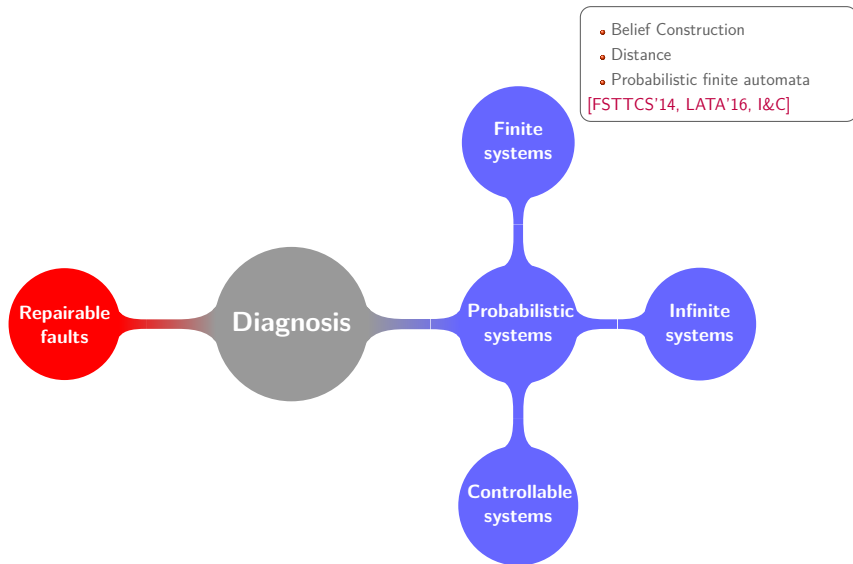 Belief Construction
Distance
Probabilistic finite automata
[FSTTCS'14, LATA'16, I&C]
Finite
systems
Repairable
faults
Diagnosis
Probabilistic
systems
Infinite
systems
Controllable
systems